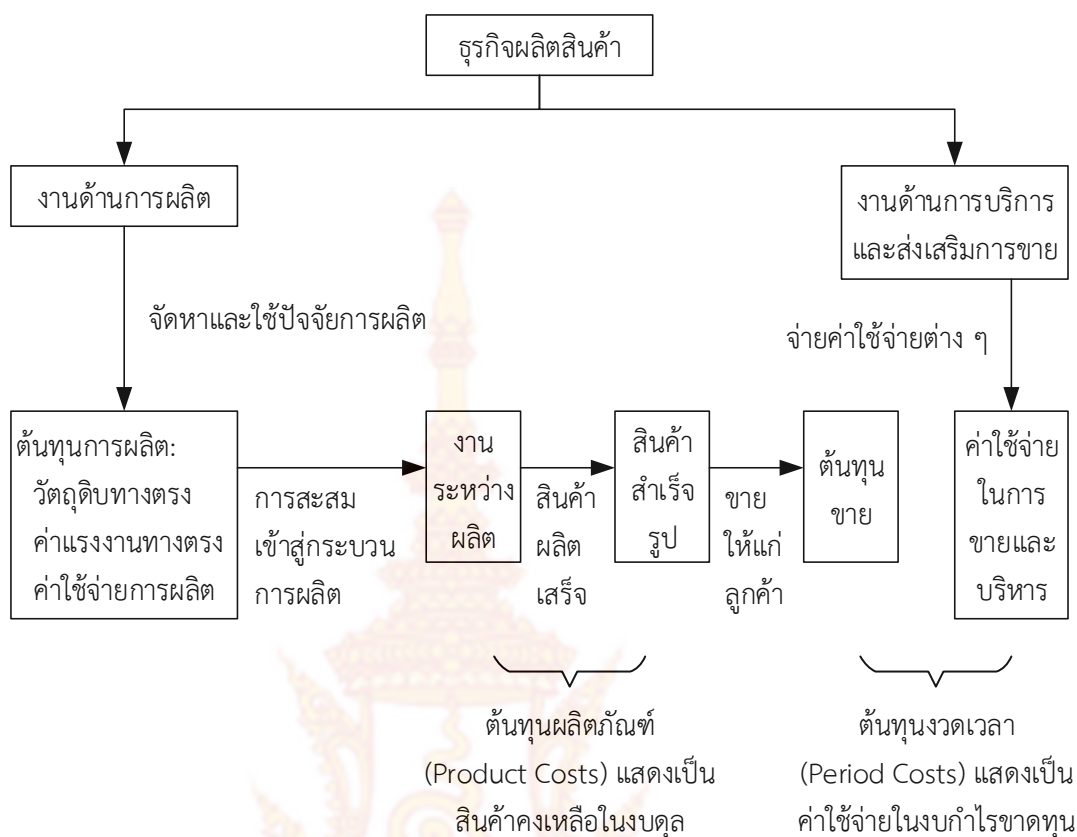 ธุรกิจผลิตสินค้า
งานด้านการผลิต
งานด้านการบริการ
และส่งเสริมการขาย
จัดหาและใช้ปัจจัยการผลิต
จ่ายค่าใช้จ่ายต่าง ๆ
ต้นทุนการผลิต:
วัตถุดิบทางตรง
ค่าแรงงานทางตรง
ค่าใช้จ่ายการผลิต
การสะสม
เข้าสู่กระบวน
การผลิต
งาน
ระหว่าง
ผลิต
สินค้า
ผลิต
เสร็จ
สินค้า
สำเร็จ
รูป
ขาย
ให้แก่
ลูกค้า
ต้นทุน
ขาย
ค่าใช้จ่าย
ในการ
ขายและ
บริหาร
ต้นทุนผลิตภัณฑ์
(Product Costs) แสดงเป็น
สินค้าคงเหลือในงบดุล
ต้นทุนงวดเวลา
(Period Costs) แสดงเป็น
ค่าใช้จ่ายในงบกำไรขาดทุน